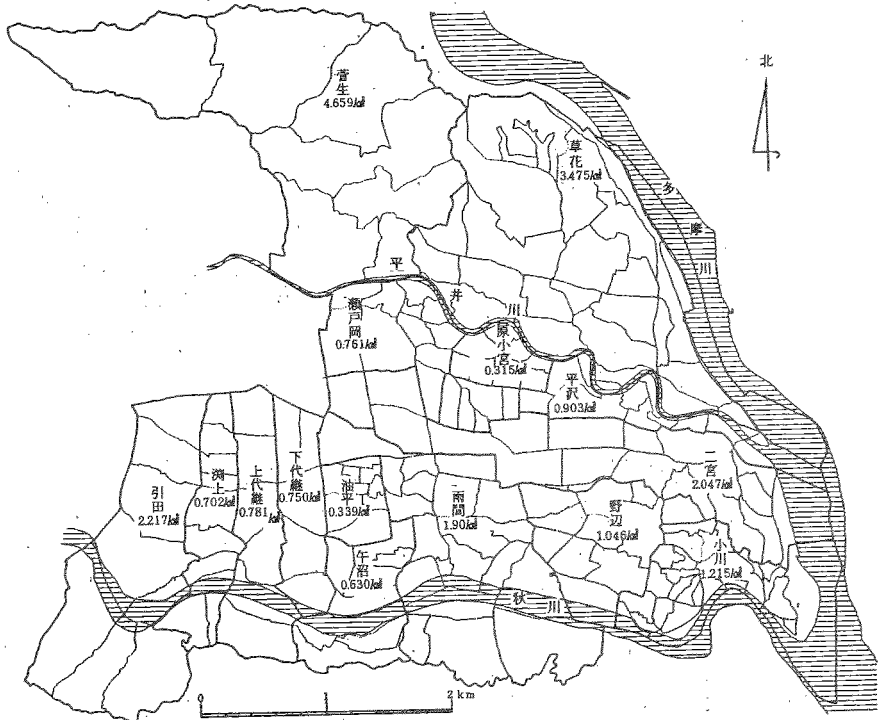 菅生
4.659k㎡
北
草花
3.475k㎡
多摩川
平井川
瀬戸岡
0.761k㎡
原小宮
0.315k㎡
平沢
0.903k㎡
二宮
2.047k㎡
引田
2.217k㎡
渕上
0.702k㎡
上代継
0.781k㎡
下代継
0.750k㎡
油平
0.339k㎡
雨間
1.90k㎡
野辺
1.046k㎡
小川
1.215k㎡
牛沼
0.630k㎡
秋川
0 1 2km